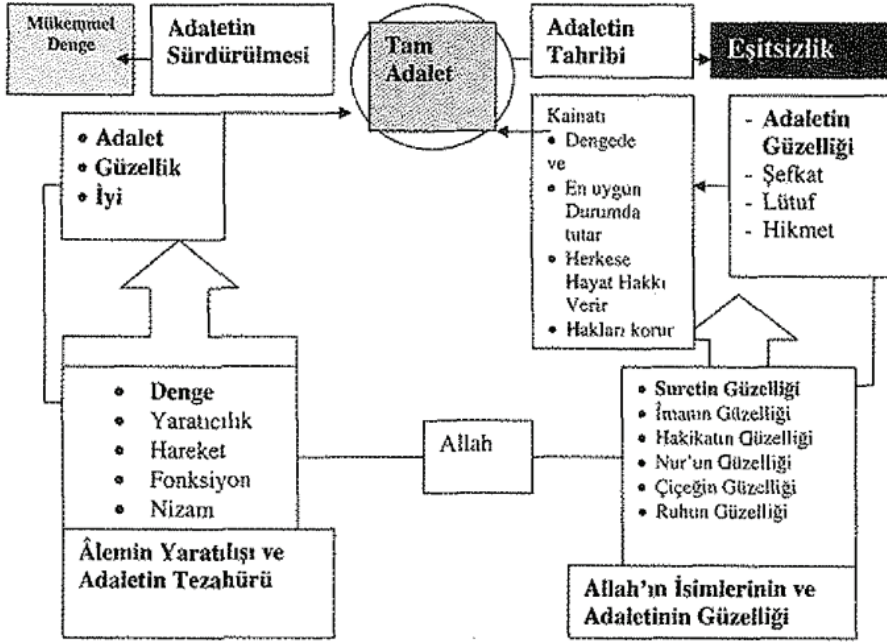 Mükemmel
Denge
Adaletin
Sürdürülmesi
Tam
Adalet
Adaletin
Tahribi
Eşitsizlik
• Adalet
• Güzellik
• İyi
Kainatı
• Dengede
ve
• En uygun
Durumda
tutar
• Herkese
Hayat Hakkı
Verir
• Hakları korur
- Adaletin
Güzelliği
- Şefkat
- Lütuf
- Hikmet
• Denge
• Yaratıcılık
• Hareket
• Fonksiyon
• Nizam
Âlemin Yaratılışı ve
Adaletin Tezahürü
Allah
• Suretin Güzelliği
• İmanın Güzelliği
• Hakikatın Güzelliği
• Nur'un Güzelliği
• Çiçeğin Güzelliği
• Ruhun Güzelliği
Allah'ın İsimlerinin ve
Adaletinin Güzelliği